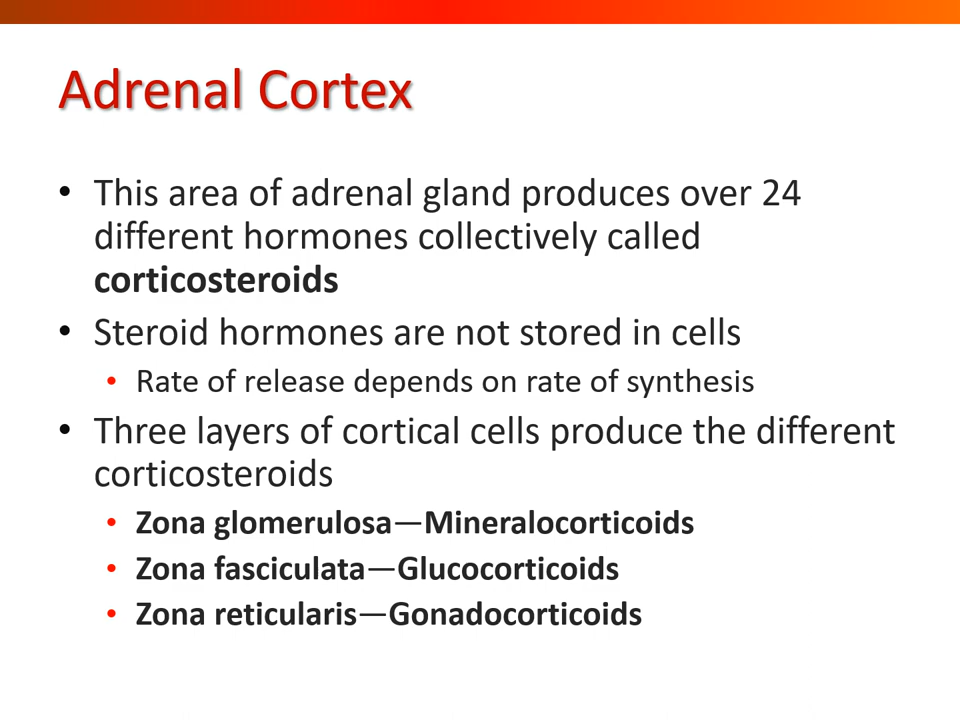 Adrenal Cortex
• This area of adrenal gland produces over 24
different hormones collectively called
corticosteroids
• Steroid hormones are not stored in cells
• Rate of release depends on rate of synthesis
• Three layers of cortical cells produce the different
corticosteroids
• Zona glomerulosa—Mineralocorticoids
• Zona fasciculata—Glucocorticoids
• Zona reticularis—Gonadocorticoids